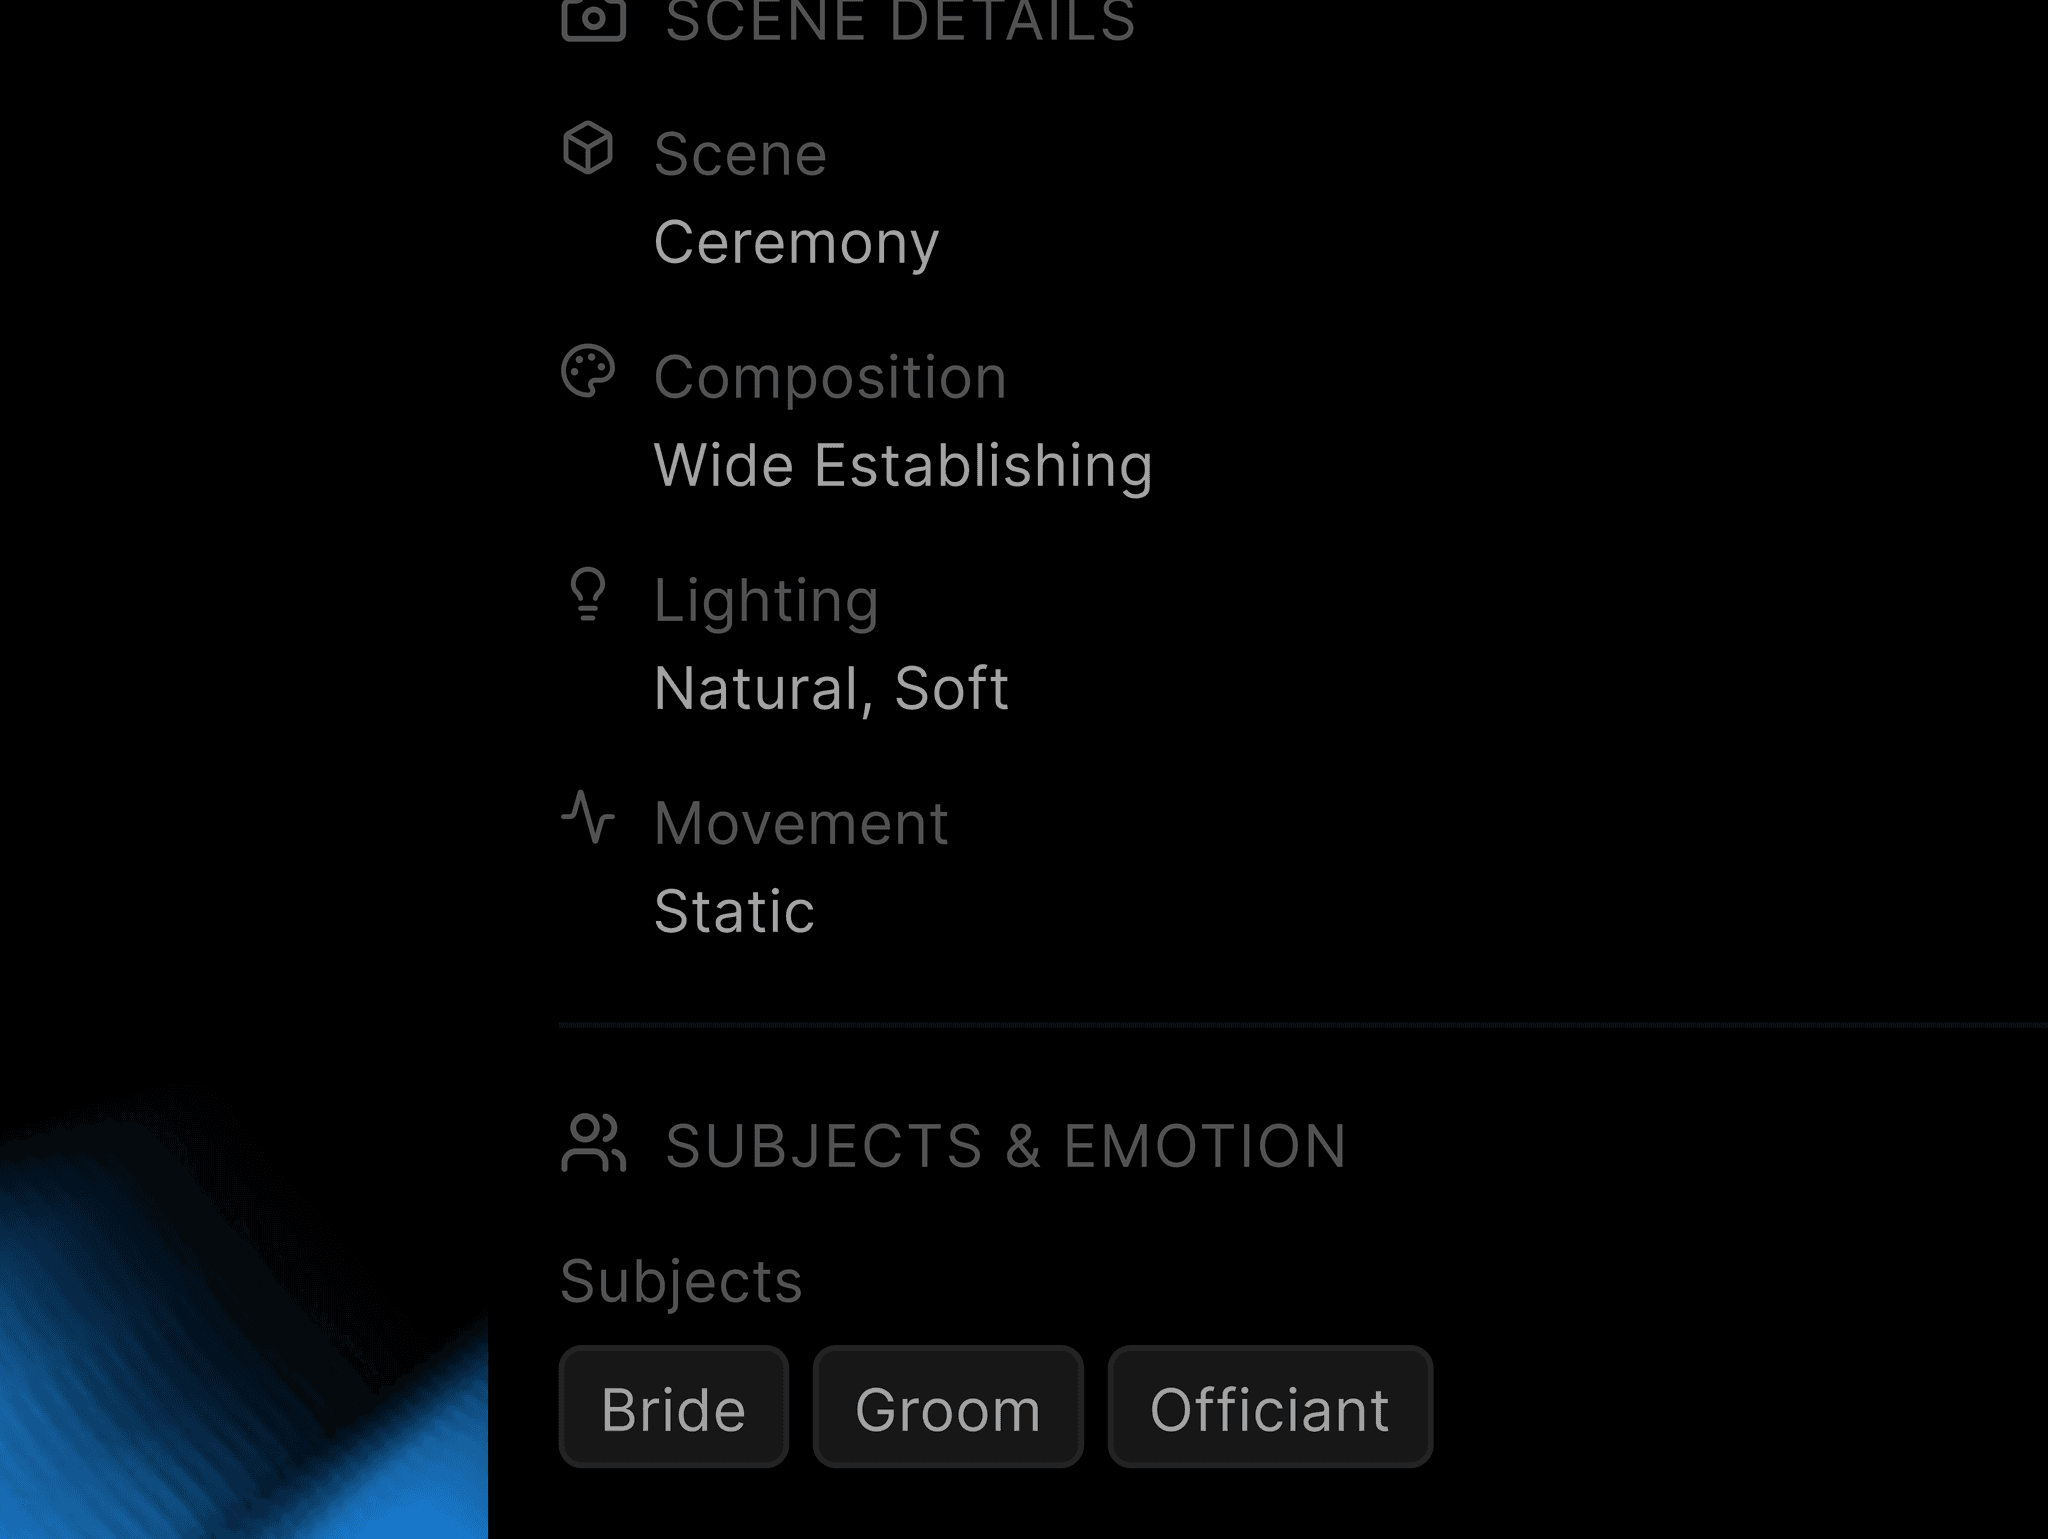 SCENE DETAILS
Scene
Ceremony
Composition
Wide Establishing
Lighting
Natural, Soft
Movement
Static
SUBJECTS & EMOTION
Subjects
Bride Groom Officiant